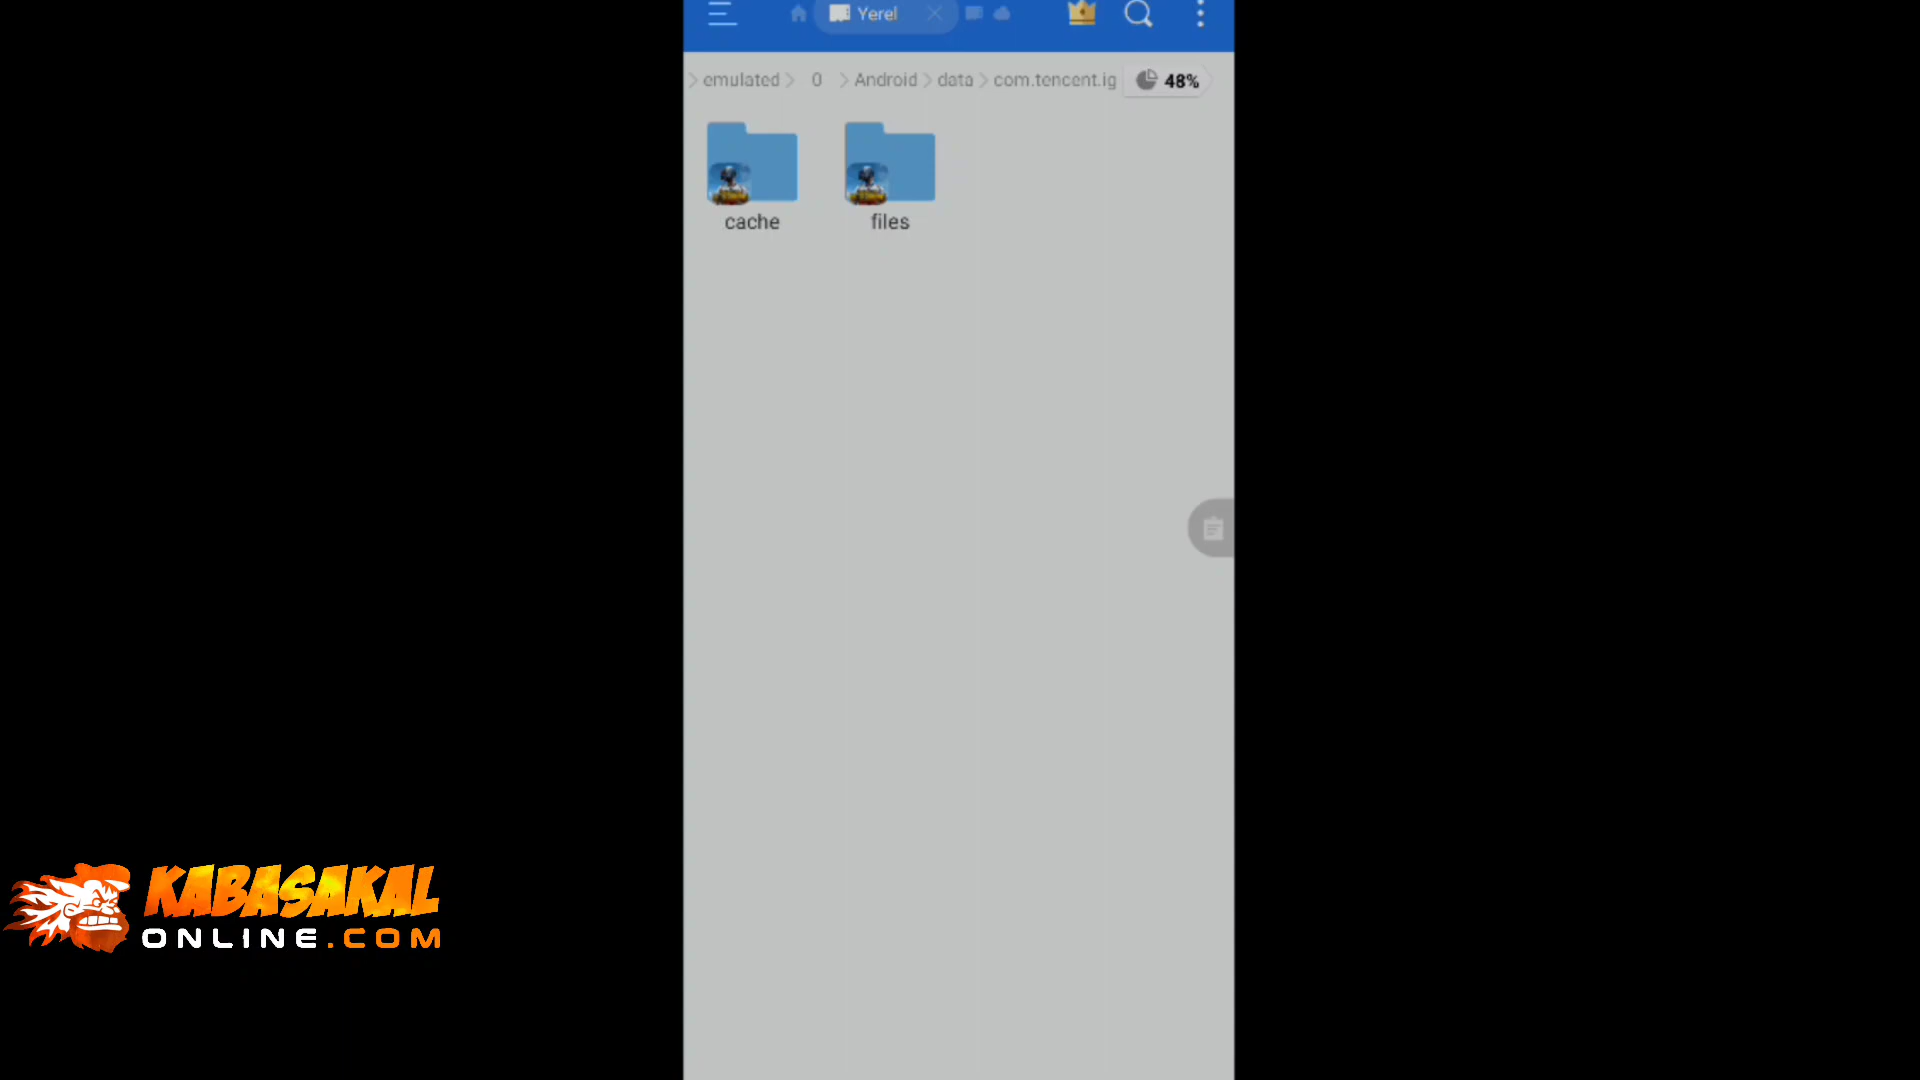 Yerel
emulated 0 Android data com.tencent.ig 48%
cache files
KABASAKAL
ONLINE.COM